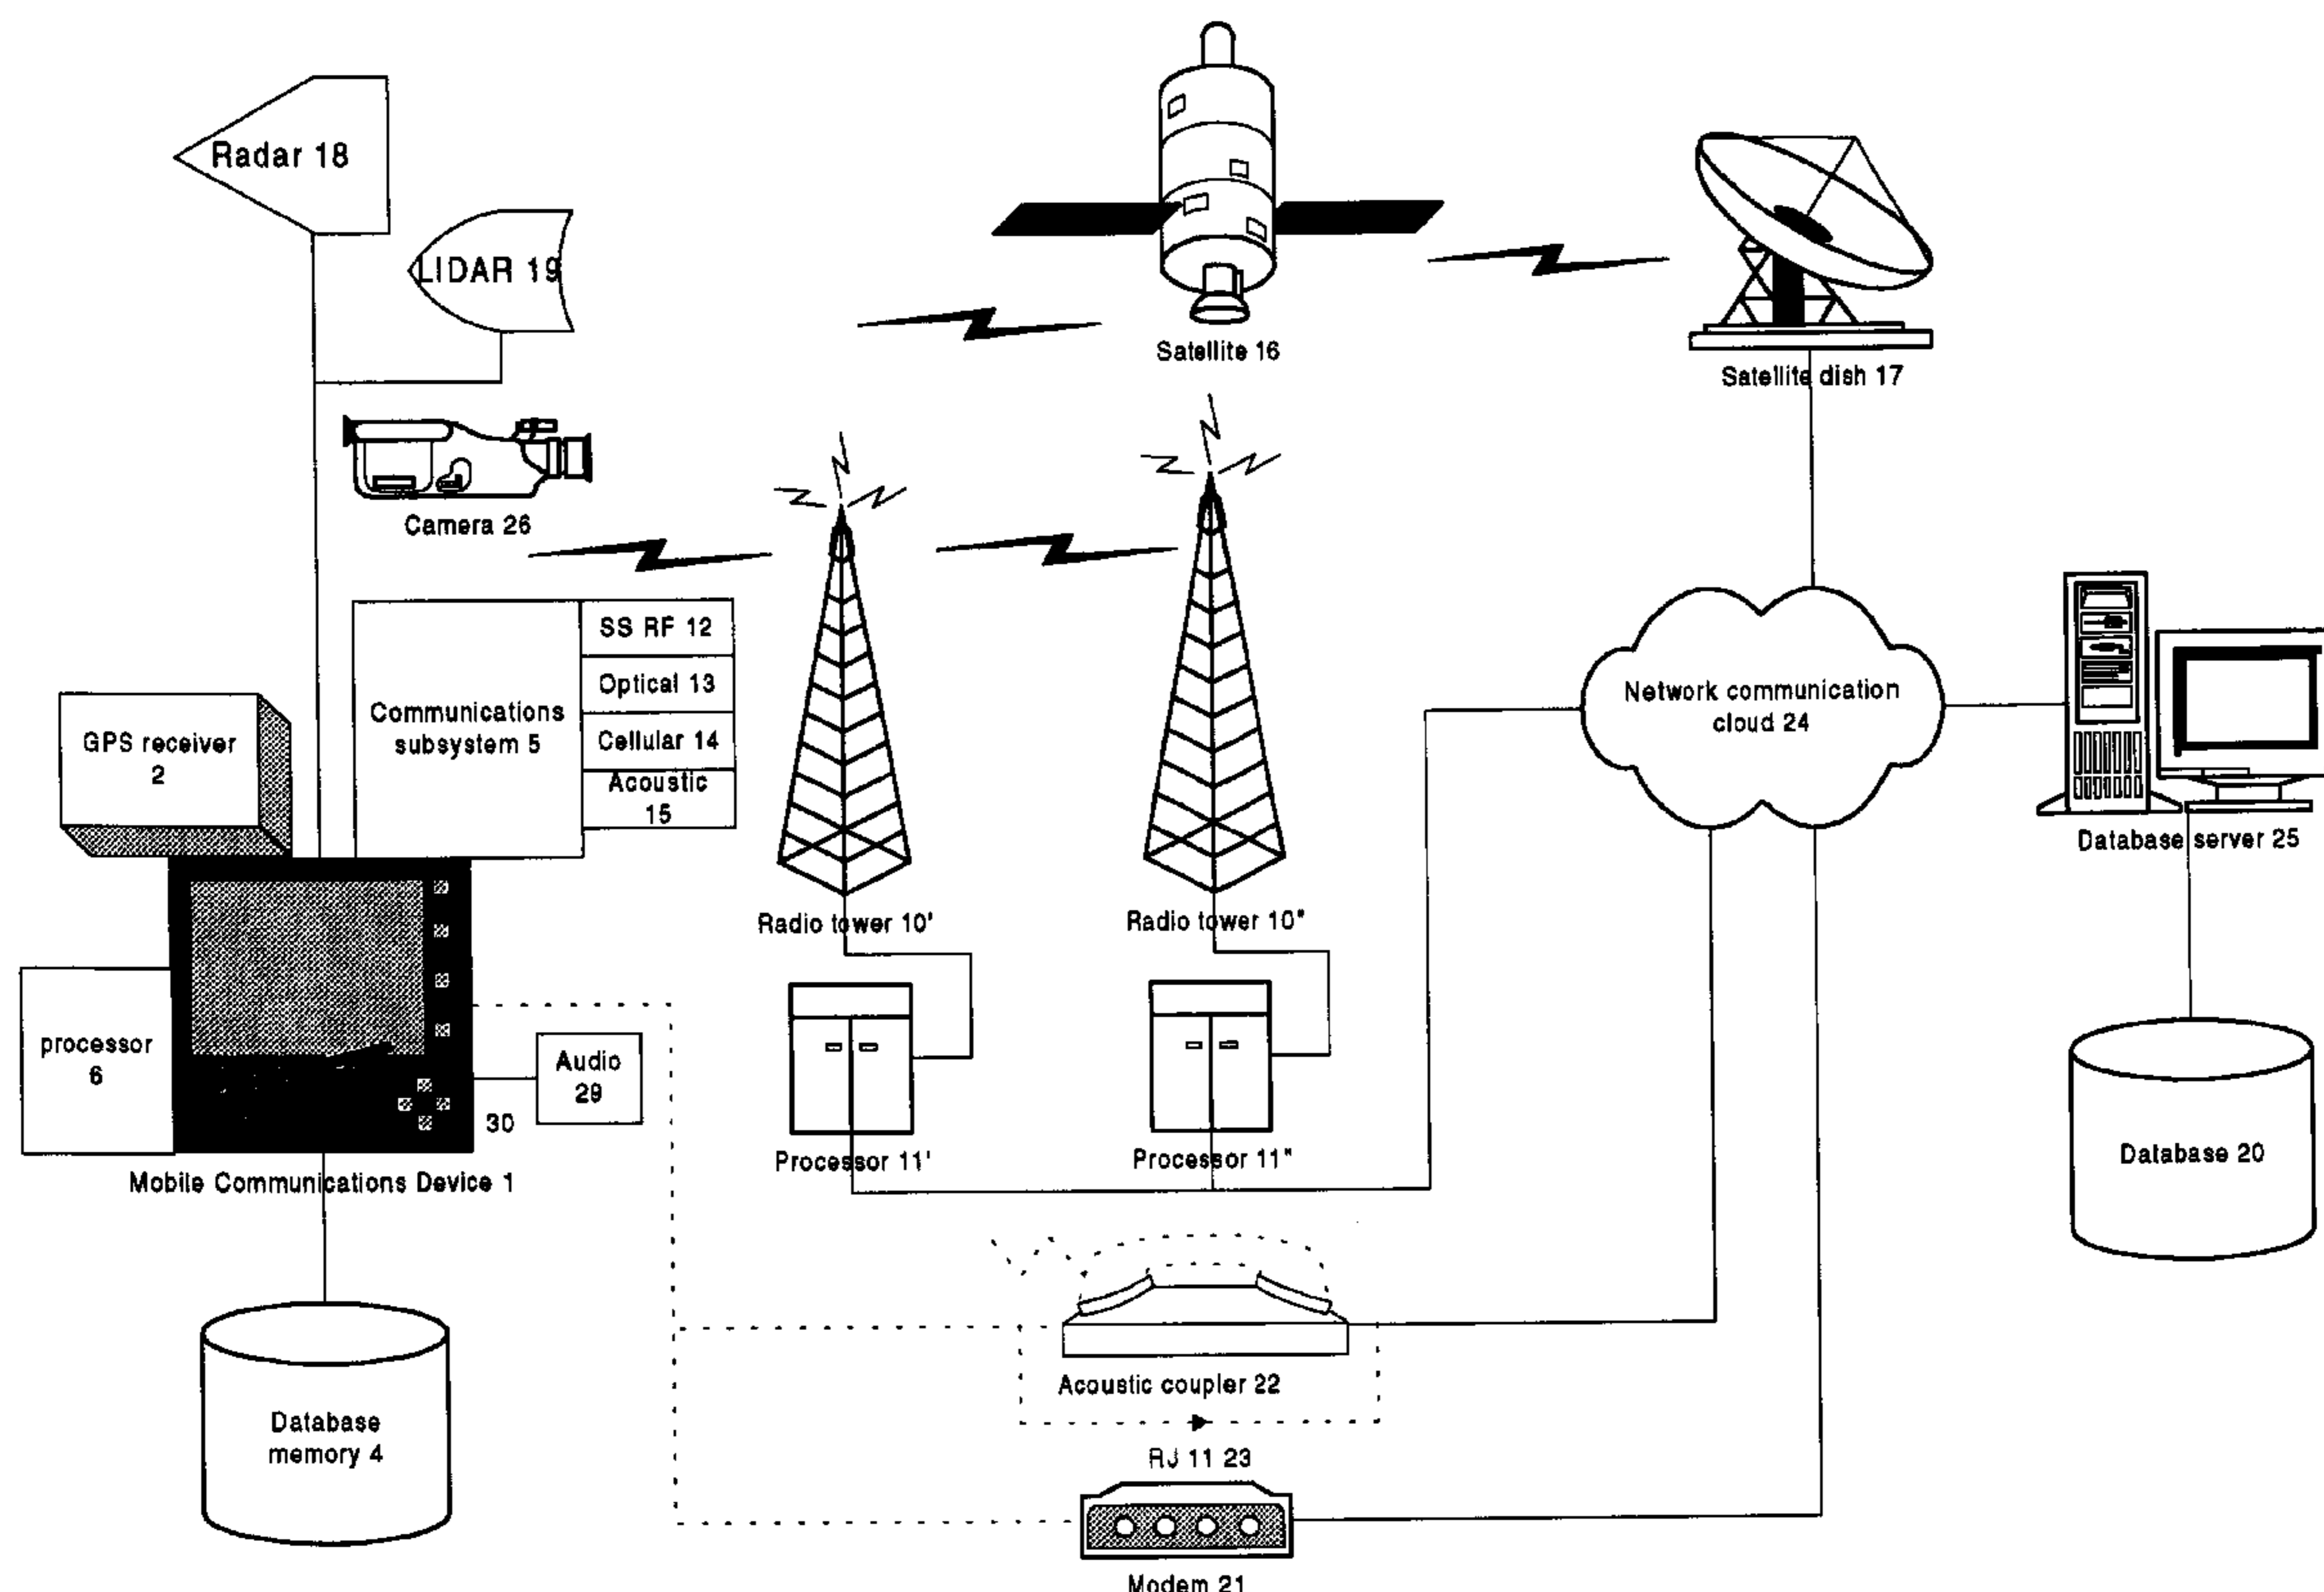 Radar 18
LIDAR 19
Satellite 16
Satellite dish 17
Camera 26
SS RF 12
Optical 13
Cellular 14
Acoustic
15
Communications
subsystem 5
GPS receiver
2
Network communication
cloud 24
Database server 25
Radio tower 10'
Radio tower 10"
processor
6
Audio
29
30
Processor 11'
Processor 11"
Mobile Communications Device 1
Database 20
Database
memory 4
Acoustic coupler 22
RJ 11 23
Modem 21